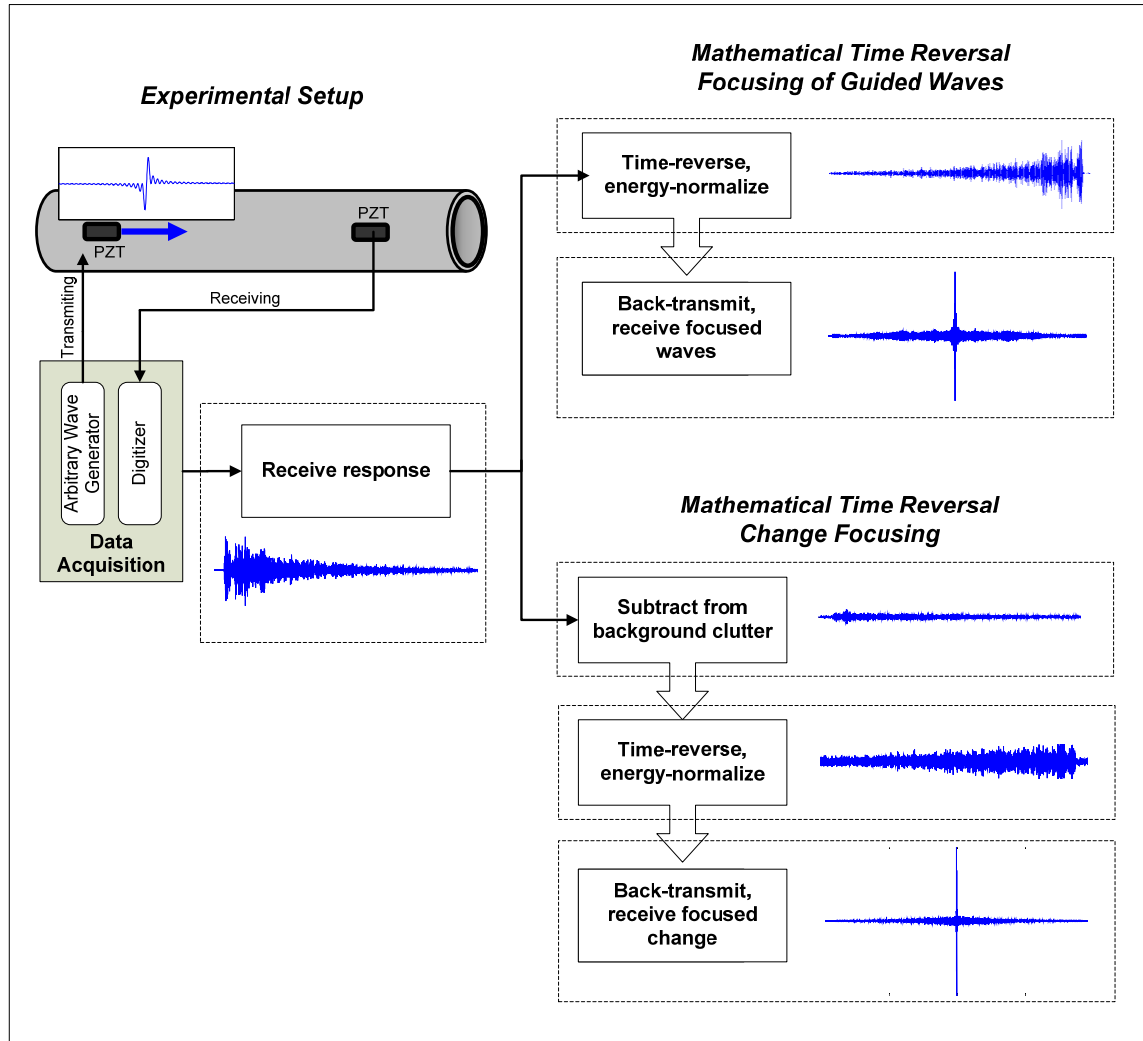 Experimental Setup
PZT
PZT
Transmiting
Receiving
Arbitrary Wave
Generator
Digitizer
Data
Acquisition
Receive response
Mathematical Time Reversal
Focusing of Guided Waves
Time-reverse,
energy-normalize
Back-transmit,
receive focused
waves
Mathematical Time Reversal
Change Focusing
Subtract from
background clutter
Time-reverse,
energy-normalize
Back-transmit,
receive focused
change